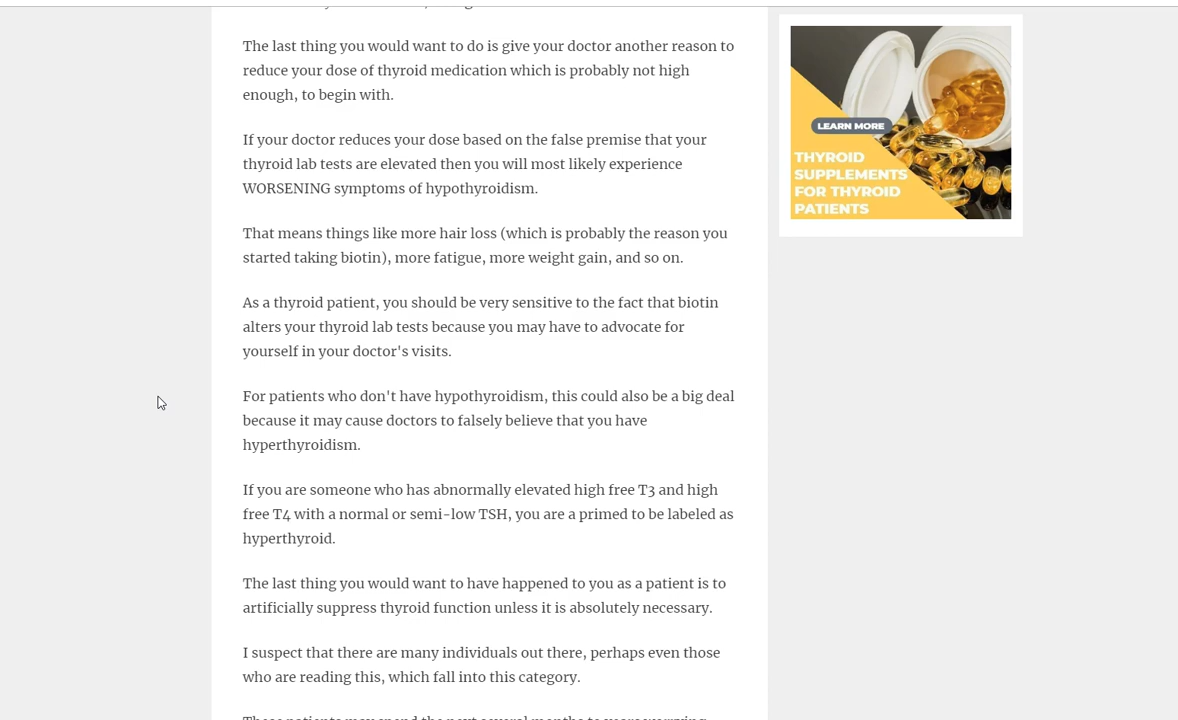 The last thing you would want to do is give your doctor another reason to
reduce your dose of thyroid medication which is probably not high
enough, to begin with.
If your doctor reduces your dose based on the false premise that your
thyroid lab tests are elevated then you will most likely experience
WORSENING symptoms of hypothyroidism.
That means things like more hair loss (which is probably the reason you
started taking biotin), more fatigue, more weight gain, and so on.
As a thyroid patient, you should be very sensitive to the fact that biotin
alters your thyroid lab tests because you may have to advocate for
yourself in your doctor's visits.
For patients who don't have hypothyroidism, this could also be a big deal
because it may cause doctors to falsely believe that you have
hyperthyroidism.
If you are someone who has abnormally elevated high free T3 and high
free T4 with a normal or semi-low TSH, you are a primed to be labeled as
hyperthyroid.
The last thing you would want to have happened to you as a patient is to
artificially suppress thyroid function unless it is absolutely necessary.
I suspect that there are many individuals out there, perhaps even those
who are reading this, which fall into this category.
LEARN MORE
THYROID
SUPPLEMENTS
FOR THYROID
PATIENTS